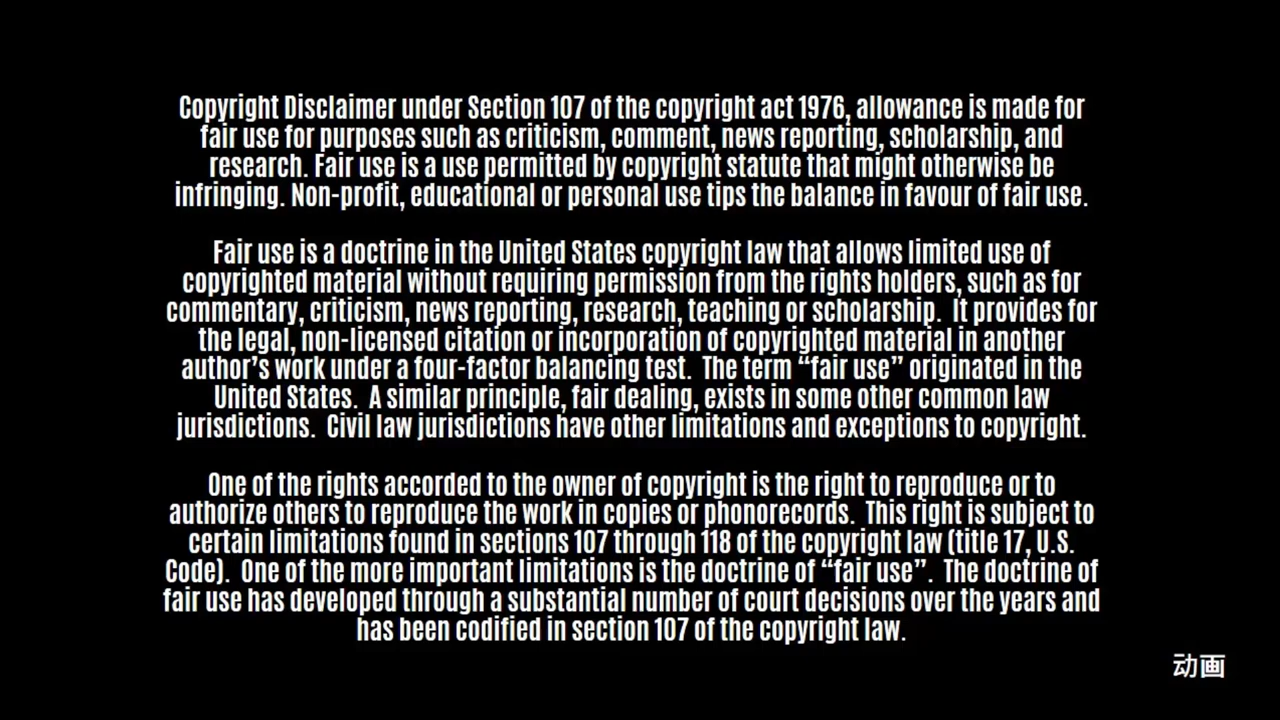 Copyright Disclaimer under Section 107 of the copyright act 1976, allowance is made for
fair use for purposes such as criticism, comment, news reporting, scholarship, and
research. Fair use is a use permitted by copyright statute that might otherwise be
infringing. Non-profit, educational or personal use tips the balance in favour of fair use.
Fair use is a doctrine in the United States copyright law that allows limited use of
copyrighted material without requiring permission from the rights holders, such as for
commentary, criticism, news reporting, research, teaching or scholarship.  It provides for
the legal, non-licensed citation or incorporation of copyrighted material in another
author’s work under a four-factor balancing test.  The term “fair use” originated in the
United States.  A similar principle, fair dealing, exists in some other common law
jurisdictions.  Civil law jurisdictions have other limitations and exceptions to copyright.
One of the rights accorded to the owner of copyright is the right to reproduce or to
authorize others to reproduce the work in copies or phonorecords.  This right is subject to
certain limitations found in sections 107 through 118 of the copyright law (title 17, U.S.
Code).  One of the more important limitations is the doctrine of “fair use”.  The doctrine of
fair use has developed through a substantial number of court decisions over the years and
has been codified in section 107 of the copyright law.
动画